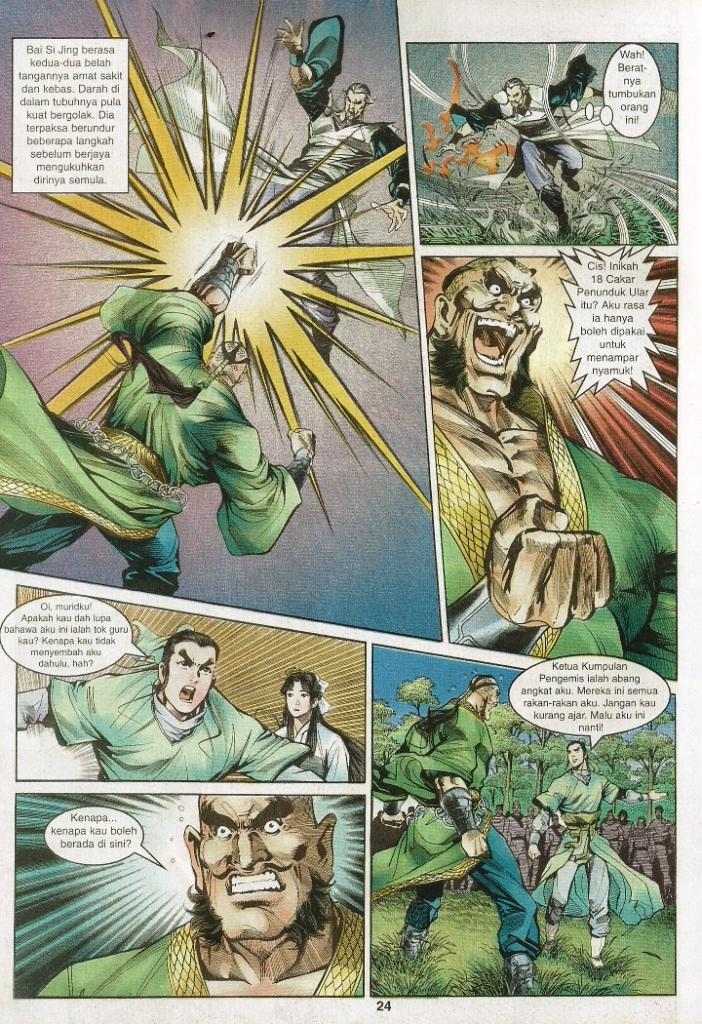 Bai Si Jing berasa
kedua-dua belah
tangannya amat sakit
dan kebas. Darah di
dalam tubuhnya pula
kuat bergolak. Dia
terpaksa berundur
beberapa langkah
sebelum berjaya
mengukuhkan
dirinya semula.
Wah!
Berat-
nya
tumbukan
orang
ini!
Cis! Inikah
18 Cakar
Penunduk Ular
itu? Aku rasa
ia hanya
boleh dipakai
untuk
menampar
nyamuk!
Oi, muridku!
Apakah kau dah lupa
bahawa aku ini ialah tok guru
kau? Kenapa kau tidak
menyembah aku
dahulu, hah?
Ketua Kumpulan
Pengemis ialah abang
angkat aku. Mereka ini semua
rakan-rakan aku. Jangan kau
kurang ajar. Malu aku ini
nanti!
Kenapa...
kenapa kau boleh
berada di sini?
24